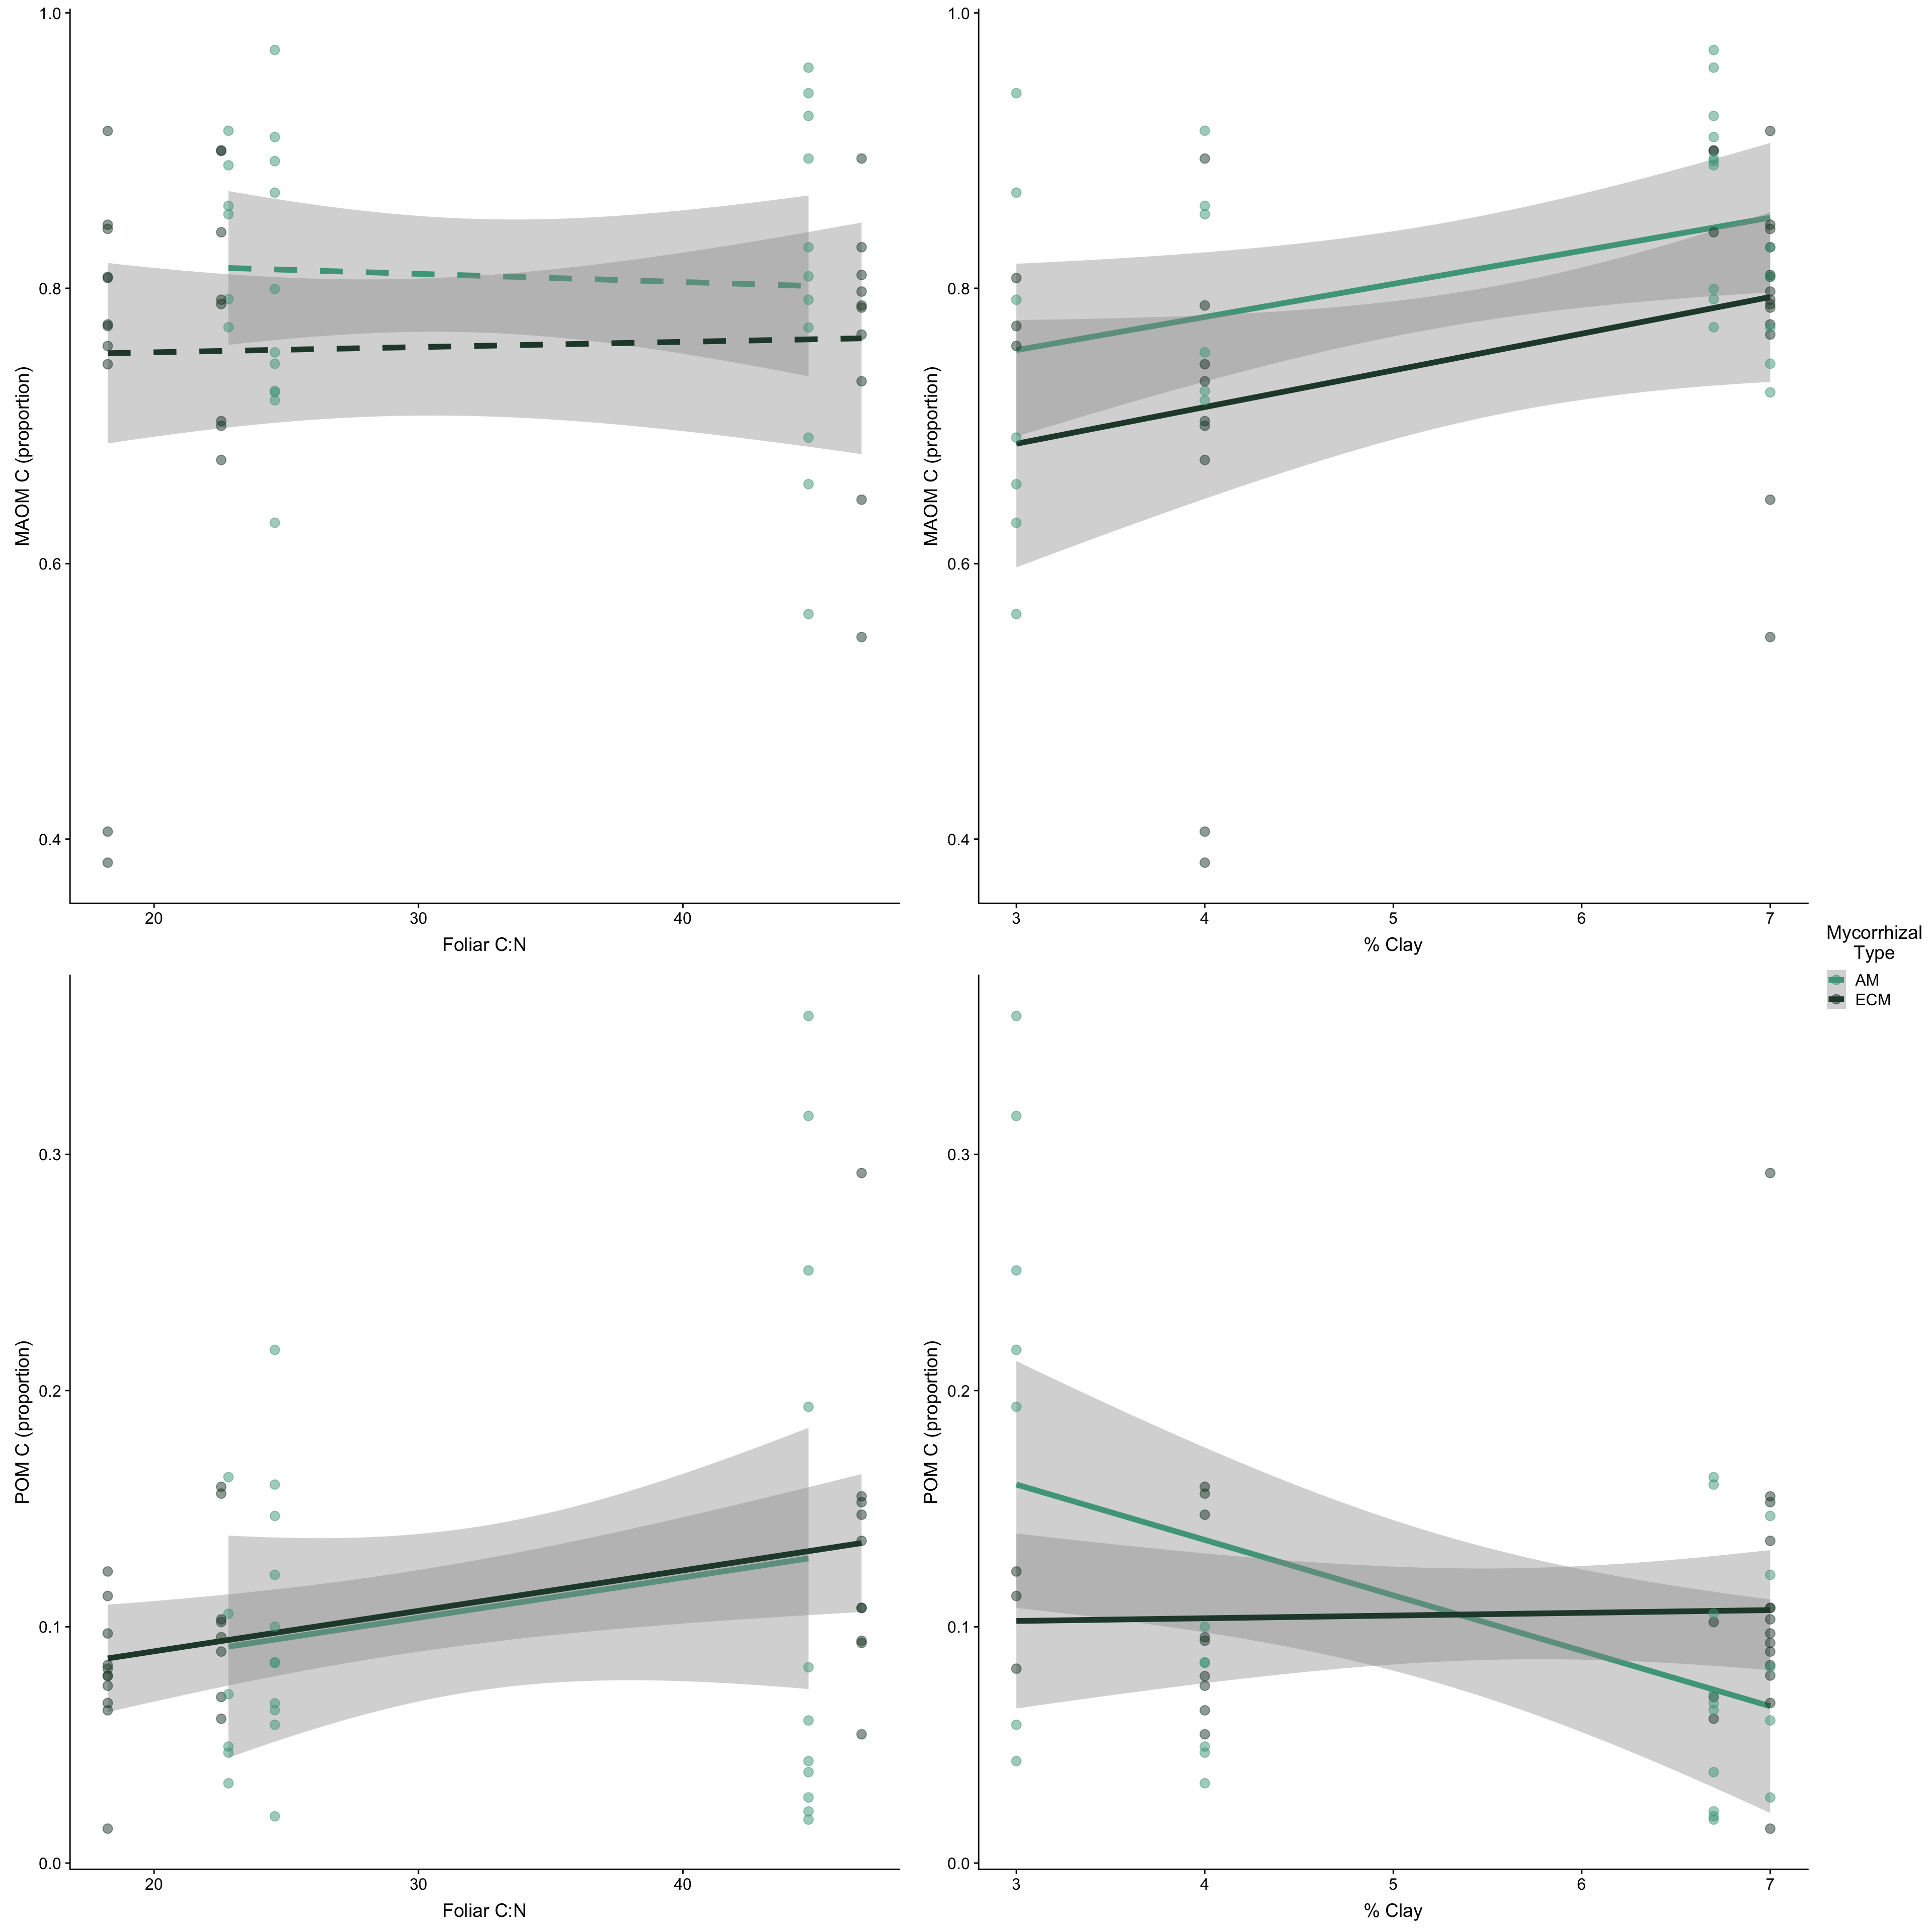 1.0
0.8
0.6
0.4
MAOM C (proportion)
20 30 40
Foliar C:N
1.0
0.8
0.6
0.4
MAOM C (proportion)
3 4 5 6 7
% Clay
Mycorrhizal
Type
AM
ECM
0.3
0.2
0.1
0.0
POM C (proportion)
20 30 40
Foliar C:N
0.3
0.2
0.1
0.0
POM C (proportion)
3 4 5 6 7
% Clay